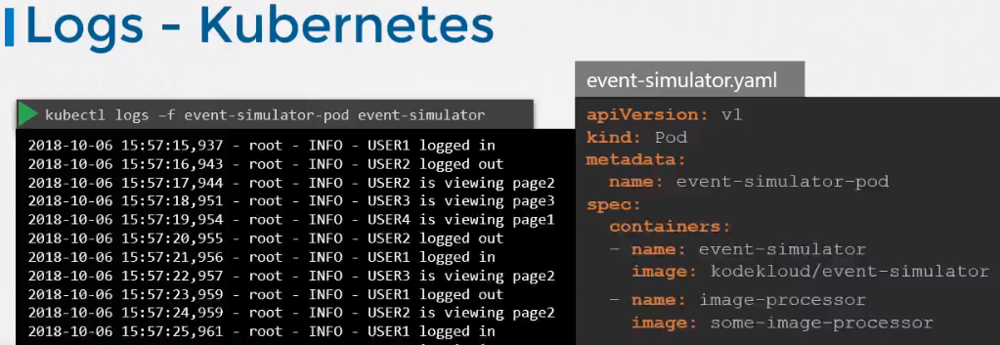 Logs - Kubernetes
kubectl logs –f event-simulator-pod event-simulator
2018-10-06 15:57:15,937 - root - INFO - USER1 logged in
2018-10-06 15:57:16,943 - root - INFO - USER2 logged out
2018-10-06 15:57:17,944 - root - INFO - USER2 is viewing page2
2018-10-06 15:57:18,951 - root - INFO - USER3 is viewing page3
2018-10-06 15:57:19,954 - root - INFO - USER4 is viewing page1
2018-10-06 15:57:20,955 - root - INFO - USER2 logged out
2018-10-06 15:57:21,956 - root - INFO - USER1 logged in
2018-10-06 15:57:22,957 - root - INFO - USER3 is viewing page2
2018-10-06 15:57:23,959 - root - INFO - USER1 logged out
2018-10-06 15:57:24,959 - root - INFO - USER2 is viewing page2
2018-10-06 15:57:25,961 - root - INFO - USER1 logged in
event-simulator.yaml
apiVersion: v1
kind: Pod
metadata:
  name: event-simulator-pod
spec:
  containers:
  - name: event-simulator
    image: kodekloud/event-simulator
  - name: image-processor
    image: some-image-processor